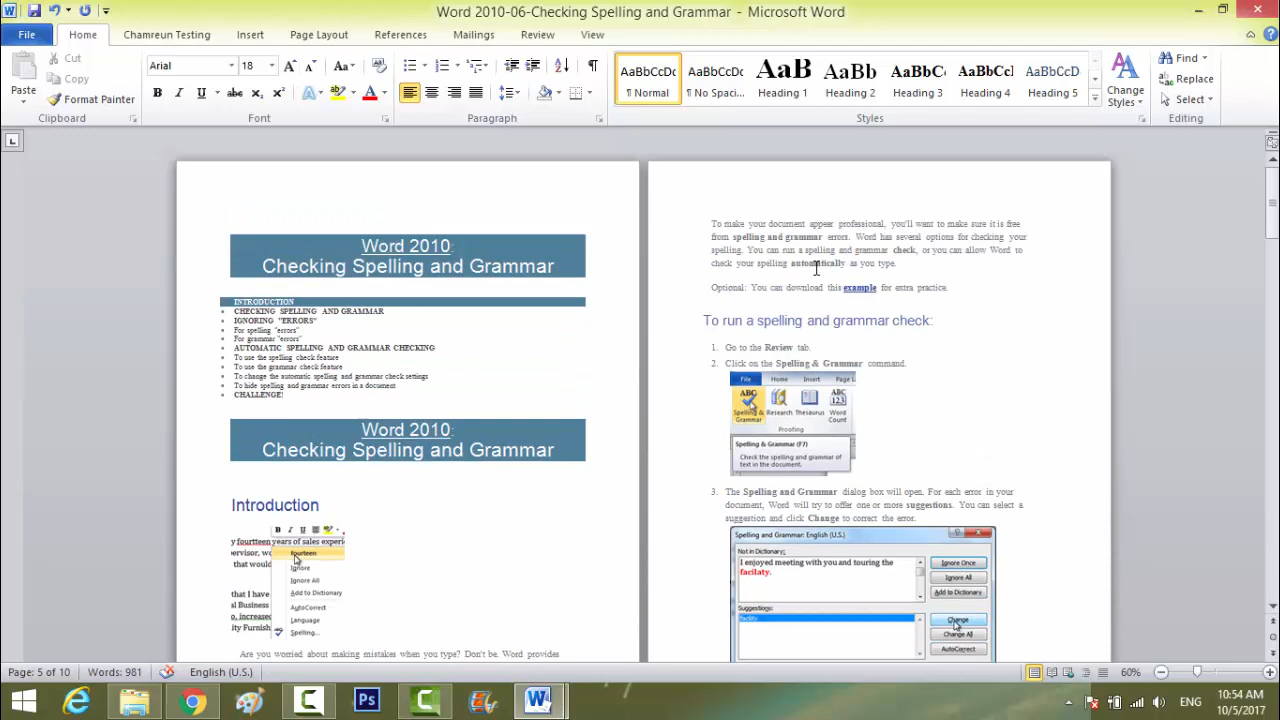 Word 2010-06-Checking Spelling and Grammar - Microsoft Word
File Home Chamreun Testing Insert Page Layout References Mailings Review View
Paste
Cut
Copy
Format Painter
Clipboard
Arial 18
Font
Paragraph
AaBbCcDc AaBbCcDc AaB AaBb AaBbC AaBbCcI AaBbCcD
¶ Normal ¶ No Spaci... Heading 1 Heading 2 Heading 3 Heading 4 Heading 5
Change Styles
Styles
Find
Replace
Select
Editing
Word 2010:
Checking Spelling and Grammar
INTRODUCTION
CHECKING SPELLING AND GRAMMAR
IGNORING "ERRORS"
For spelling "errors"
For grammar "errors"
AUTOMATIC SPELLING AND GRAMMAR CHECKING
To use the spelling check feature
To use the grammar check feature
To change the automatic spelling and grammar check settings
To hide spelling and grammar errors in a document
CHALLENGE!
Word 2010:
Checking Spelling and Grammar
Introduction
y fourtteen years of sales experi
fourteen
Ignore
Ignore All
Add to Dictionary
AutoCorrect
Language
Spelling...
that would
that I have
al Business
o, increased
ity Furnish
Are you worried about making mistakes when you type? Don't be. Word provides
To make your document appear professional, you'll want to make sure it is free
from spelling and grammar errors. Word has several options for checking your
spelling. You can run a spelling and grammar check, or you can allow Word to
check your spelling automatically as you type.
Optional: You can download this example for extra practice.
To run a spelling and grammar check:
1. Go to the Review tab.
2. Click on the Spelling & Grammar command.
File Home Insert Page L
Spelling & Grammar Research Thesaurus Word Count
Proofing
Spelling & Grammar (F7)
Check the spelling and grammar of
text in the document.
3. The Spelling and Grammar dialog box will open. For each error in your
document, Word will try to offer one or more suggestions. You can select a
suggestion and click Change to correct the error.
Spelling and Grammar: English (U.S.)
Not in Dictionary:
I enjoyed meeting with you and touring the
facilaty.
Ignore Once
Ignore All
Add to Dictionary
Suggestions:
facility
Change
Change All
AutoCorrect
Page: 5 of 10 Words: 981 English (U.S.) 60%
ENG
10:54 AM
10/5/2017